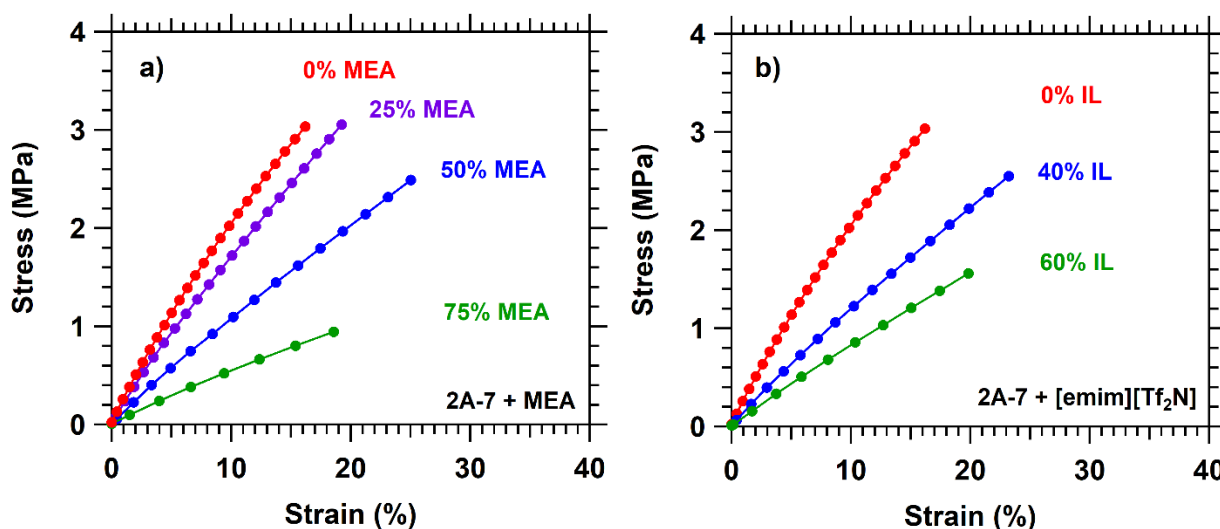 a)
0% MEA
25% MEA
50% MEA
75% MEA
2A-7 + MEA
Stress (MPa)
4
3
2
1
0
0
10
20
30
40
Strain (%)
b)
0% IL
40% IL
60% IL
2A-7 + [emim][Tf₂N]
Stress (MPa)
4
3
2
1
0
0
10
20
30
40
Strain (%)